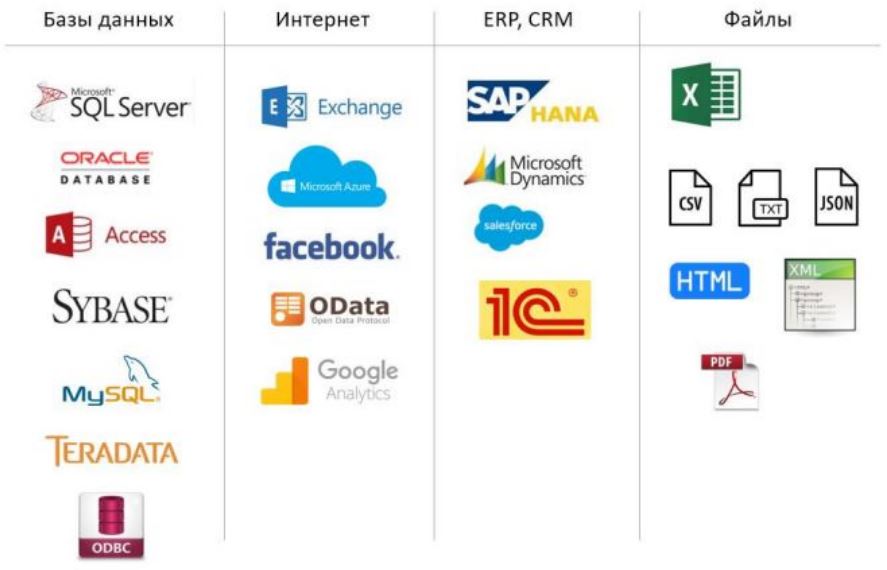 Базы данных
Интернет
ERP, CRM
Файлы
Microsoft
SQL Server
ORACLE
DATABASE
A
Access
SYBASE
MySQL
TERADATA
ODBC
E
Exchange
Microsoft Azure
facebook.
OData
Open Data Protocol
Google
Analytics
SAP
HANA
Microsoft
Dynamics
salesforce
1С
X
CSV
TXT
JSON
HTML
XML
PDF